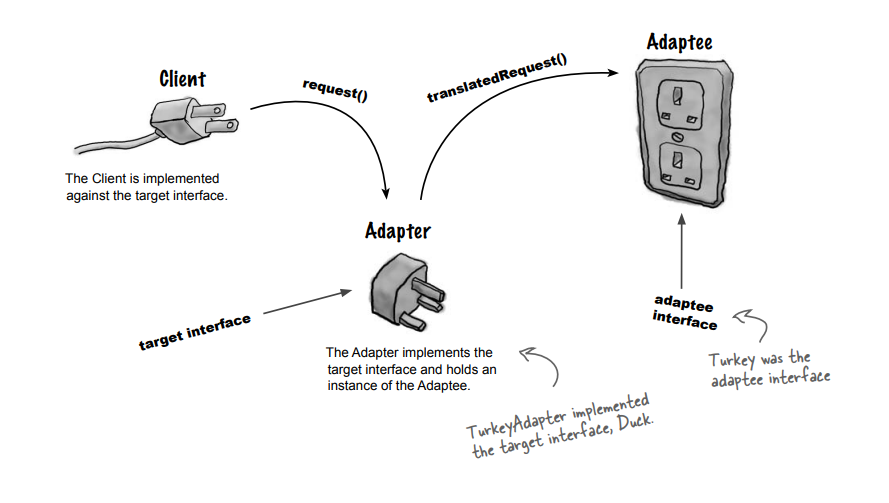 Client
request()
translatedRequest()
Adaptee
The Client is implemented
against the target interface.
Adapter
target interface
The Adapter implements the
target interface and holds an
instance of the Adaptee.
TurkeyAdapter implemented
the target interface, Duck.
adaptee
interface
Turkey was the
adaptee interface